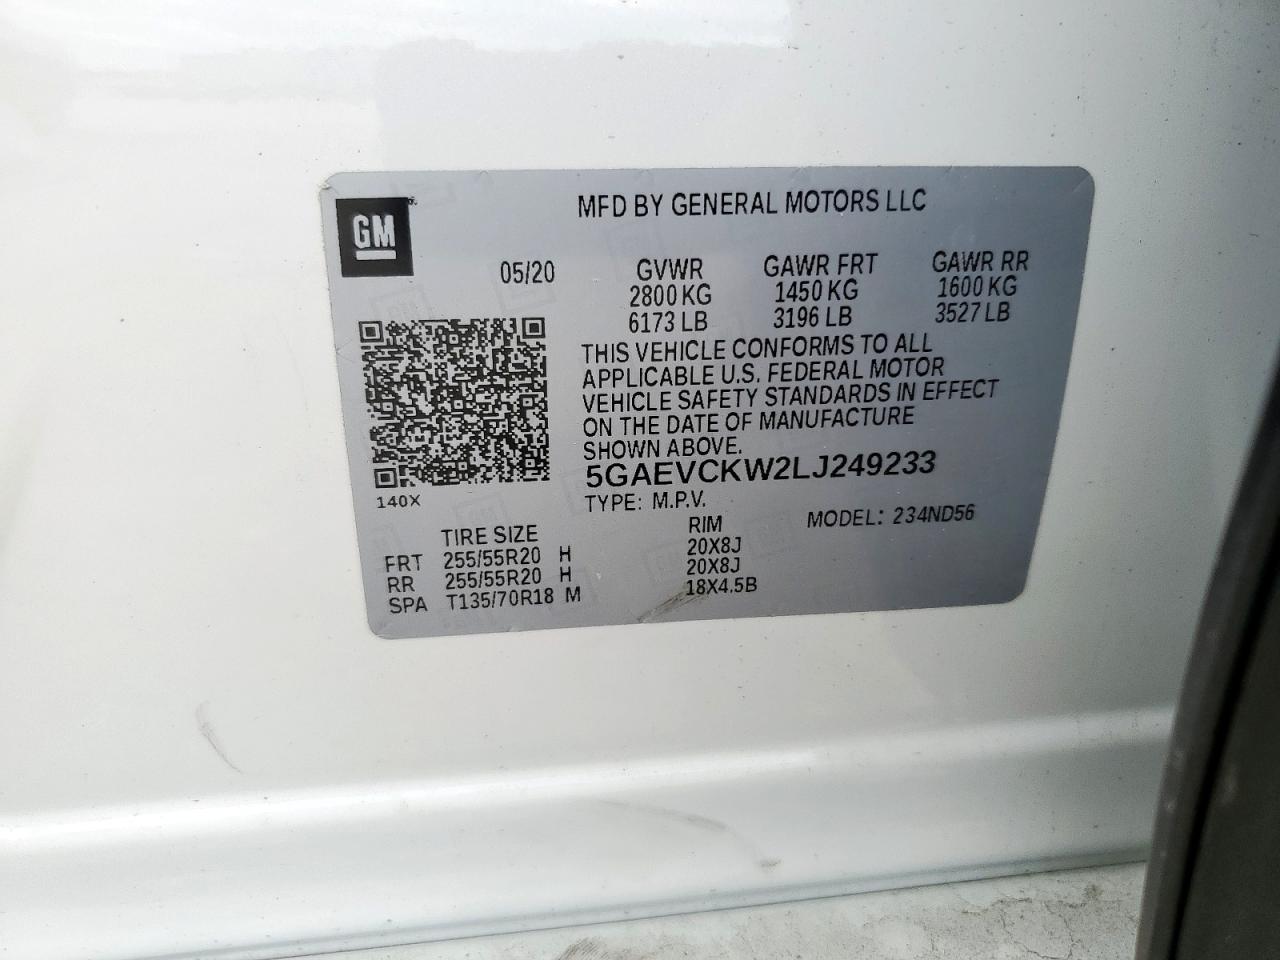 GM
MFD BY GENERAL MOTORS LLC
05/20 GVWR GAWR FRT GAWR RR
2800 KG 1450 KG 1600 KG
6173 LB 3196 LB 3527 LB
THIS VEHICLE CONFORMS TO ALL
APPLICABLE U.S. FEDERAL MOTOR
VEHICLE SAFETY STANDARDS IN EFFECT
ON THE DATE OF MANUFACTURE
SHOWN ABOVE.
5GAEVCKW2LJ249233
140X
TYPE: M.P.V.
MODEL: 234ND56
TIRE SIZE RIM
FRT 255/55R20 H 20X8J
RR 255/55R20 H 20X8J
SPA T135/70R18 M 18X4.5B